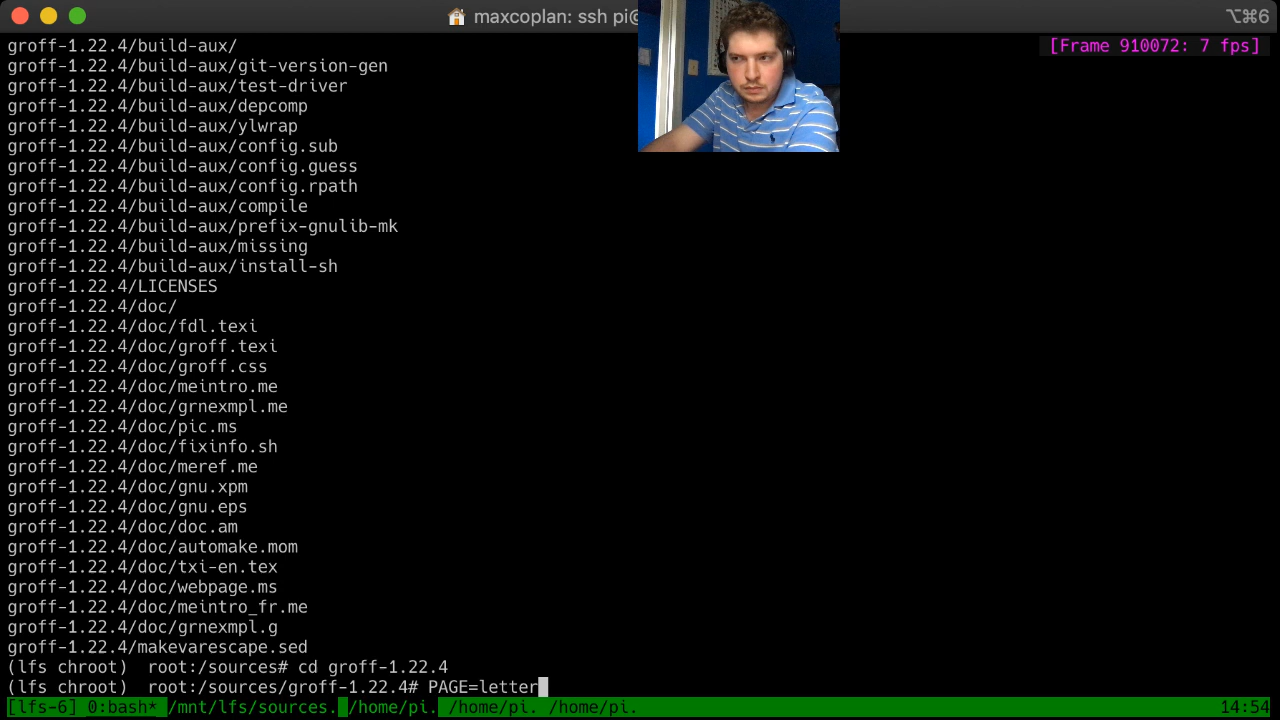 maxcoplan: ssh pi@
⌥⌘6
groff-1.22.4/build-aux/
[Frame 910072: 7 fps]
groff-1.22.4/build-aux/git-version-gen
groff-1.22.4/build-aux/test-driver
groff-1.22.4/build-aux/depcomp
groff-1.22.4/build-aux/ylwrap
groff-1.22.4/build-aux/config.sub
groff-1.22.4/build-aux/config.guess
groff-1.22.4/build-aux/config.rpath
groff-1.22.4/build-aux/compile
groff-1.22.4/build-aux/prefix-gnulib-mk
groff-1.22.4/build-aux/missing
groff-1.22.4/build-aux/install-sh
groff-1.22.4/LICENSES
groff-1.22.4/doc/
groff-1.22.4/doc/fdl.texi
groff-1.22.4/doc/groff.texi
groff-1.22.4/doc/groff.css
groff-1.22.4/doc/meintro.me
groff-1.22.4/doc/grnexmpl.me
groff-1.22.4/doc/pic.ms
groff-1.22.4/doc/fixinfo.sh
groff-1.22.4/doc/meref.me
groff-1.22.4/doc/gnu.xpm
groff-1.22.4/doc/gnu.eps
groff-1.22.4/doc/doc.am
groff-1.22.4/doc/automake.mom
groff-1.22.4/doc/txi-en.tex
groff-1.22.4/doc/webpage.ms
groff-1.22.4/doc/meintro_fr.me
groff-1.22.4/doc/grnexmpl.g
groff-1.22.4/makevarescape.sed
(lfs chroot)  root:/sources# cd groff-1.22.4
(lfs chroot)  root:/sources/groff-1.22.4# PAGE=letter
[lfs-6] 0:bash* /mnt/lfs/sources. /home/pi. /home/pi. /home/pi. 14:54